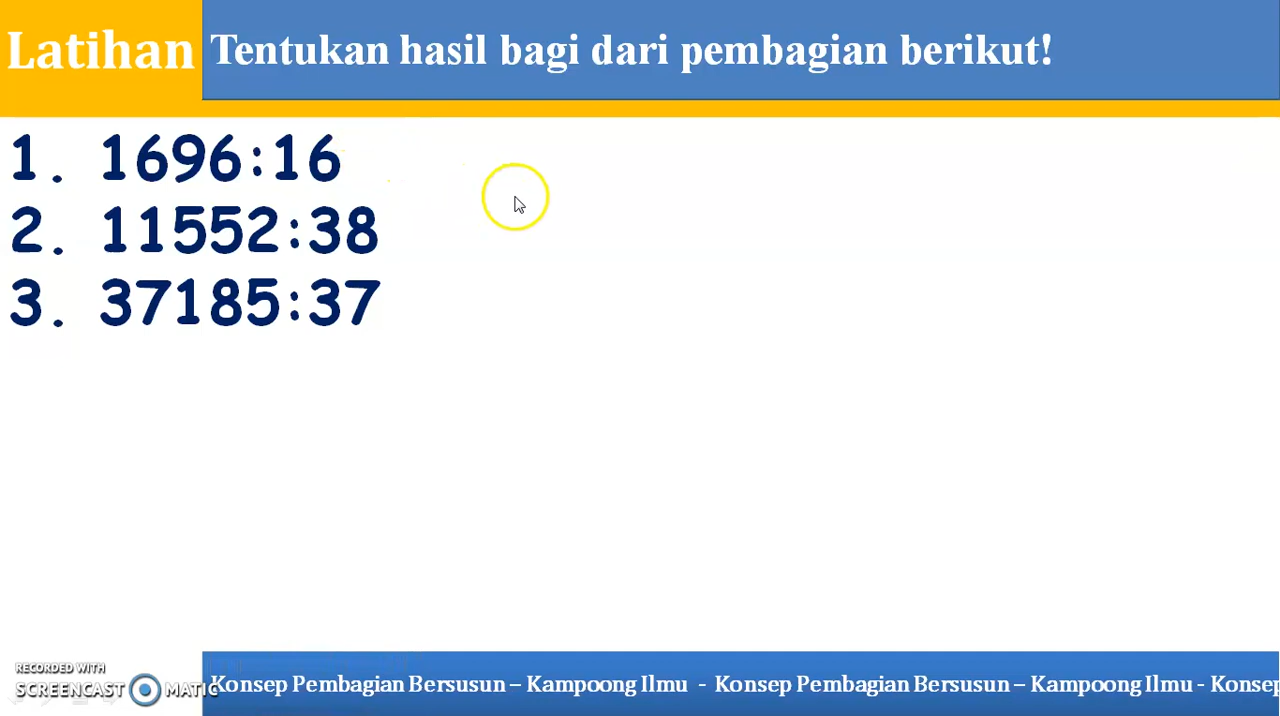 Latihan Tentukan hasil bagi dari pembagian berikut!
1. 1696:16
2. 11552:38
3. 37185:37
RECORDED WITH
SCREENCAST MATIC
Konsep Pembagian Bersusun – Kampoong Ilmu - Konsep Pembagian Bersusun – Kampoong Ilmu - Konsep